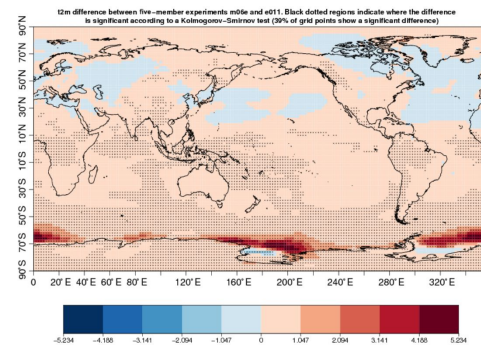 t2m difference between five−member experiments m06e and e011. Black dotted regions indicate where the difference
is significant according to a Kolmogorov−Smirnov test (39% of grid points show a significant difference)
90°N
70°N
50°N
30°N
10°N
10°S
30°S
50°S
70°S
90°S
0 20°E 40°E 60°E 80°E 120°E 160°E 200°E 240°E 280°E 320°E
−5.234 −4.188 −3.141 −2.094 −1.047 0 1.047 2.094 3.141 4.188 5.234